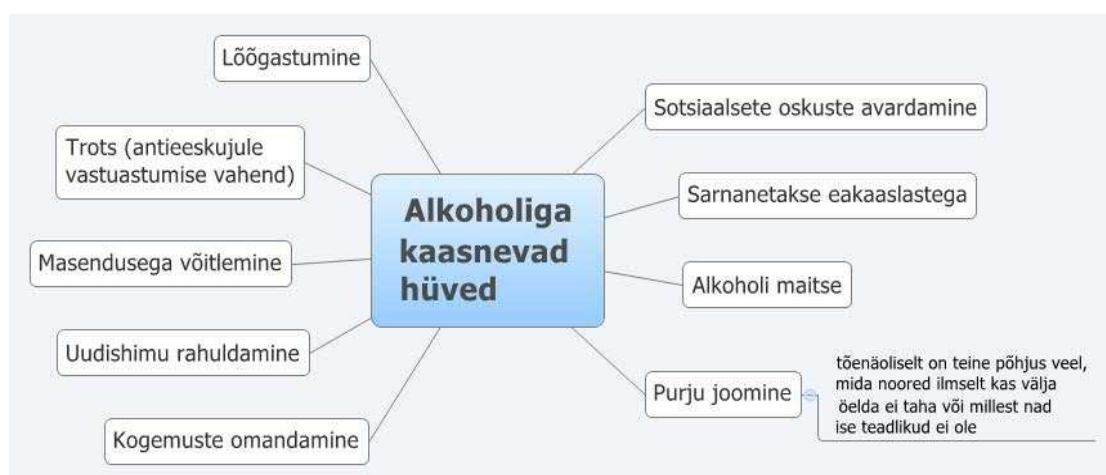 Lõõgastumine
Trots (antieeskujule
vastuastumise vahend)
Masendusega võitlemine
Uudishimu rahuldamine
Kogemuste omandamine
Alkoholiga
kaasnevad
hüved
Sotsiaalsete oskuste avardamine
Sarnanetakse eakaaslastega
Alkoholi maitse
Purju joomine
tõenäoliselt on teine põhjus veel,
mida noored ilmselt kas välja
öelda ei taha või millest nad
ise teadlikud ei ole